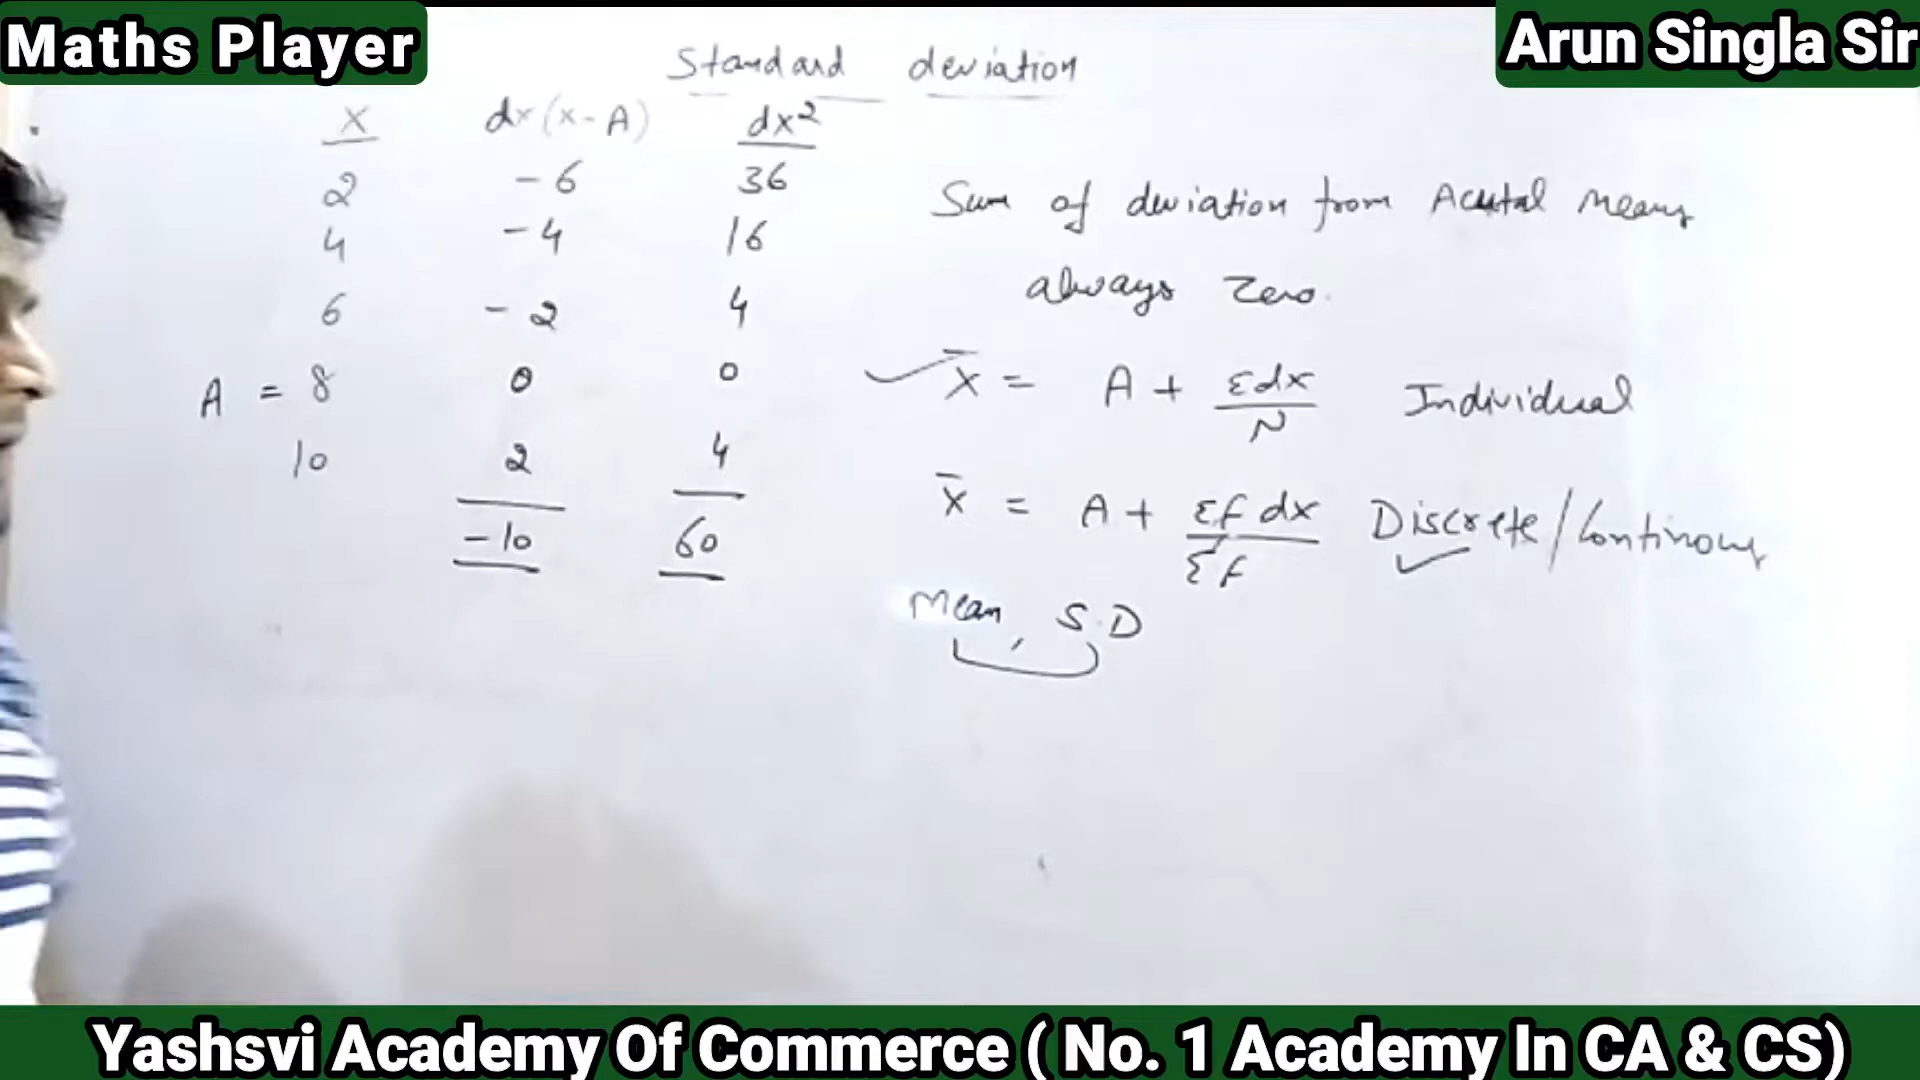 Maths Player
Arun Singla Sir
Standard deviation
x dx (x - A) dx²
2 -6 36
4 -4 16
6 -2 4
A = 8 0 0
10 2 4
-10 60
Sum of deviation from Acutal means
always zero.
x̄ = A + Σdx / N Individual
x̄ = A + Σf dx / Σf Discrete / Continous
Mean, S.D
Yashsvi Academy Of Commerce ( No. 1 Academy In CA & CS)